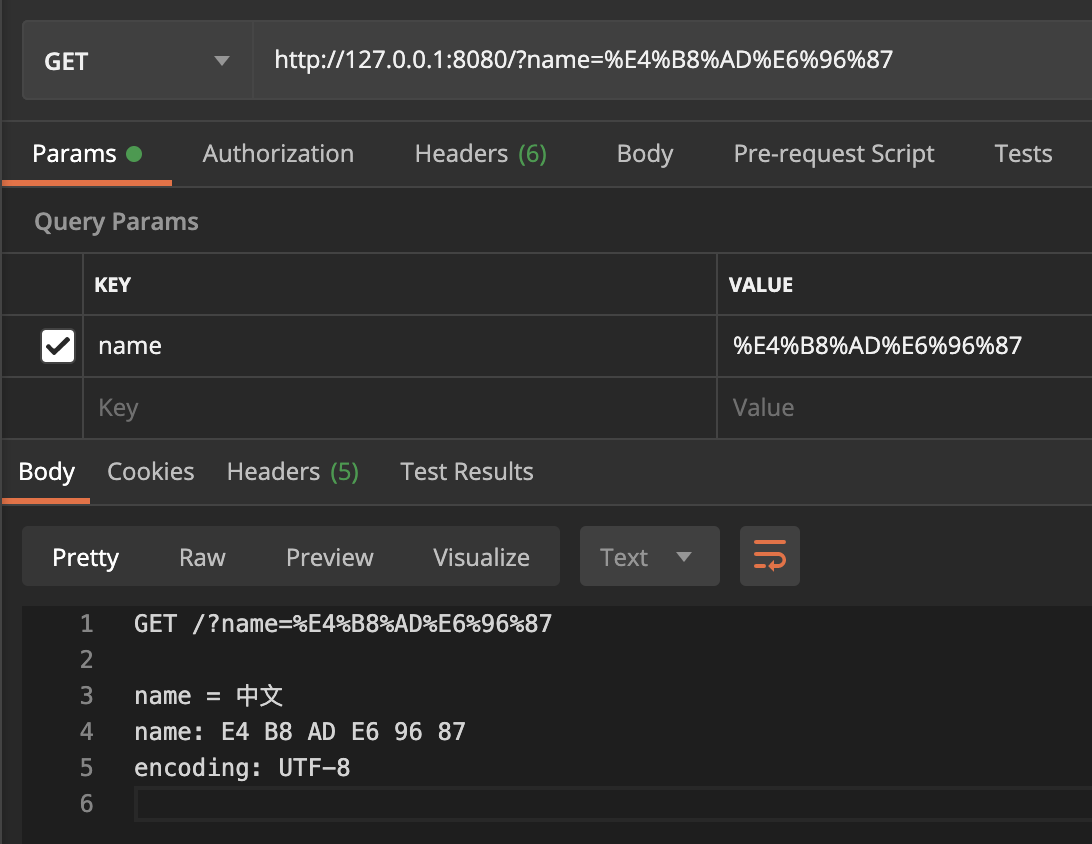 GET http://127.0.0.1:8080/?name=%E4%B8%AD%E6%96%87
Params Authorization Headers (6) Body Pre-request Script Tests
Query Params
KEY VALUE
name %E4%B8%AD%E6%96%87
Key Value
Body Cookies Headers (5) Test Results
Pretty Raw Preview Visualize Text
1 GET /?name=%E4%B8%AD%E6%96%87
2
3 name = 中文
4 name: E4 B8 AD E6 96 87
5 encoding: UTF-8
6